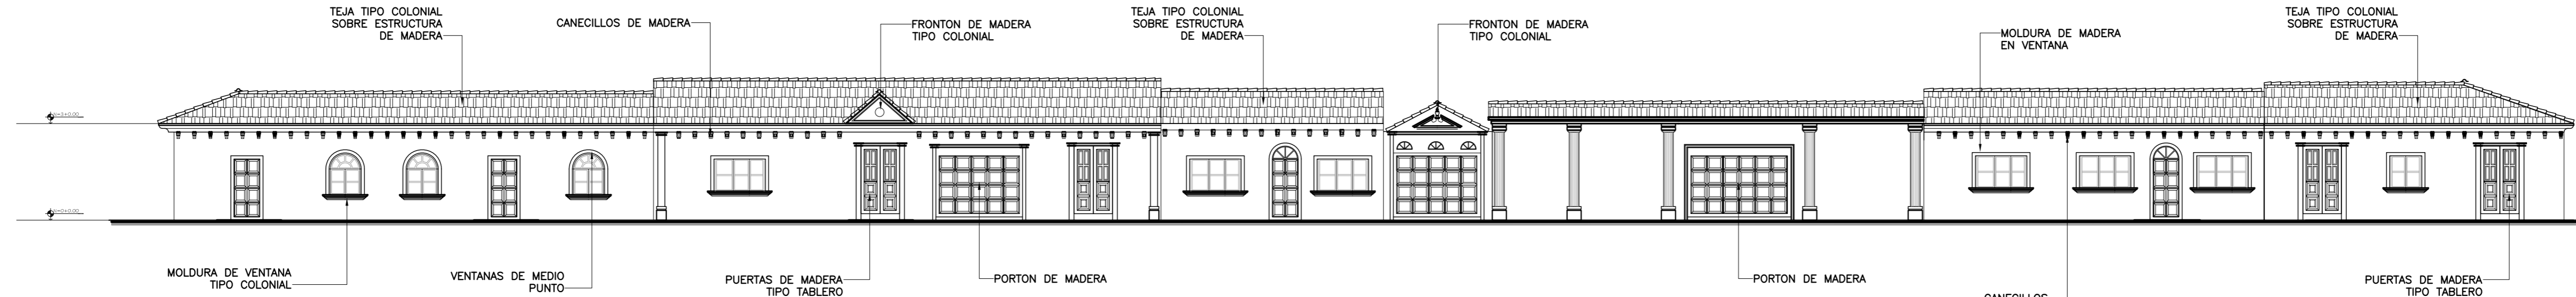 TEJA TIPO COLONIAL
SOBRE ESTRUCTURA
DE MADERA
CANECILLOS DE MADERA
FRONTON DE MADERA
TIPO COLONIAL
TEJA TIPO COLONIAL
SOBRE ESTRUCTURA
DE MADERA
FRONTON DE MADERA
TIPO COLONIAL
MOLDURA DE MADERA
EN VENTANA
TEJA TIPO COLONIAL
SOBRE ESTRUCTURA
DE MADERA
MOLDURA DE VENTANA
TIPO COLONIAL
VENTANAS DE MEDIO
PUNTO
PUERTAS DE MADERA
TIPO TABLERO
PORTON DE MADERA
PORTON DE MADERA
CANECILLOS
PUERTAS DE MADERA
TIPO TABLERO